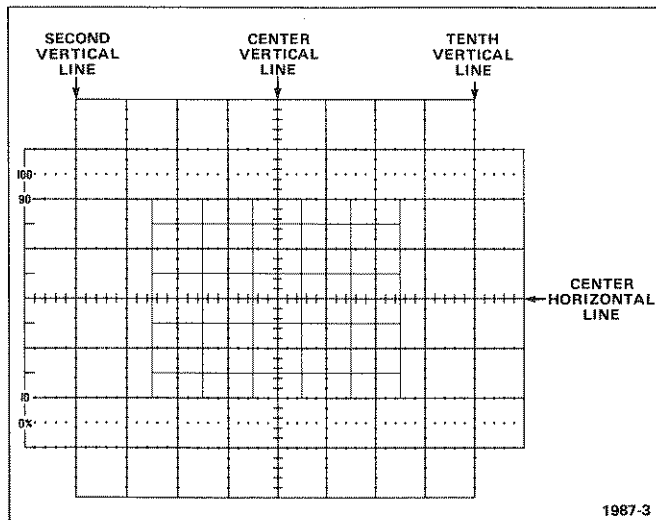 SECOND
VERTICAL
LINE
CENTER
VERTICAL
LINE
TENTH
VERTICAL
LINE
100
90
CENTER
HORIZONTAL
LINE
10
0%
1987-3